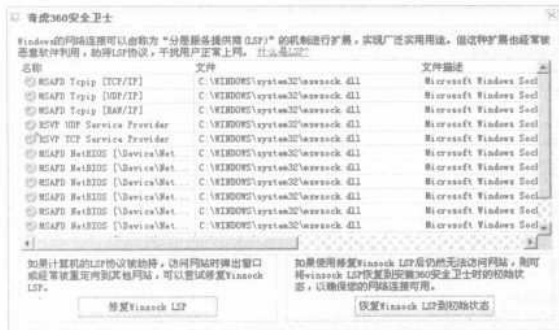 奇虎360安全卫士
Windows的网络连接可以由称为“分层服务提供商(LSP)”的机制进行扩展，实现广泛实用用途。但这种扩展也经常被
恶意软件利用，劫持LSP协议，干扰用户正常上网。 什么是LSP?
名称 文件 文件描述
MSAFD Tcpip [TCP/IP] C:\WINDOWS\system32\mswsock.dll Microsoft Windows Sock
MSAFD Tcpip [UDP/IP] C:\WINDOWS\system32\mswsock.dll Microsoft Windows Sock
MSAFD Tcpip [RAW/IP] C:\WINDOWS\system32\mswsock.dll Microsoft Windows Sock
RSVP UDP Service Provider C:\WINDOWS\system32\mswsock.dll Microsoft Windows Sock
RSVP TCP Service Provider C:\WINDOWS\system32\mswsock.dll Microsoft Windows Sock
MSAFD NetBIOS [\Device\Net... C:\WINDOWS\system32\mswsock.dll Microsoft Windows Sock
MSAFD NetBIOS [\Device\Net... C:\WINDOWS\system32\mswsock.dll Microsoft Windows Sock
MSAFD NetBIOS [\Device\Net... C:\WINDOWS\system32\mswsock.dll Microsoft Windows Sock
MSAFD NetBIOS [\Device\Net... C:\WINDOWS\system32\mswsock.dll Microsoft Windows Sock
MSAFD NetBIOS [\Device\Net... C:\WINDOWS\system32\mswsock.dll Microsoft Windows Sock
如果计算机的LSP协议被劫持，访问网站时弹出窗口
或经常被重定向到其他网站，可以尝试修复Winsock
LSP。
修复Winsock LSP
如果使用修复Winsock LSP后仍然无法访问网站，则可
将winsock LSP恢复到安装360安全卫士时的初始状
态，以确保您的网络连接可用。
恢复Winsock LSP到初始状态